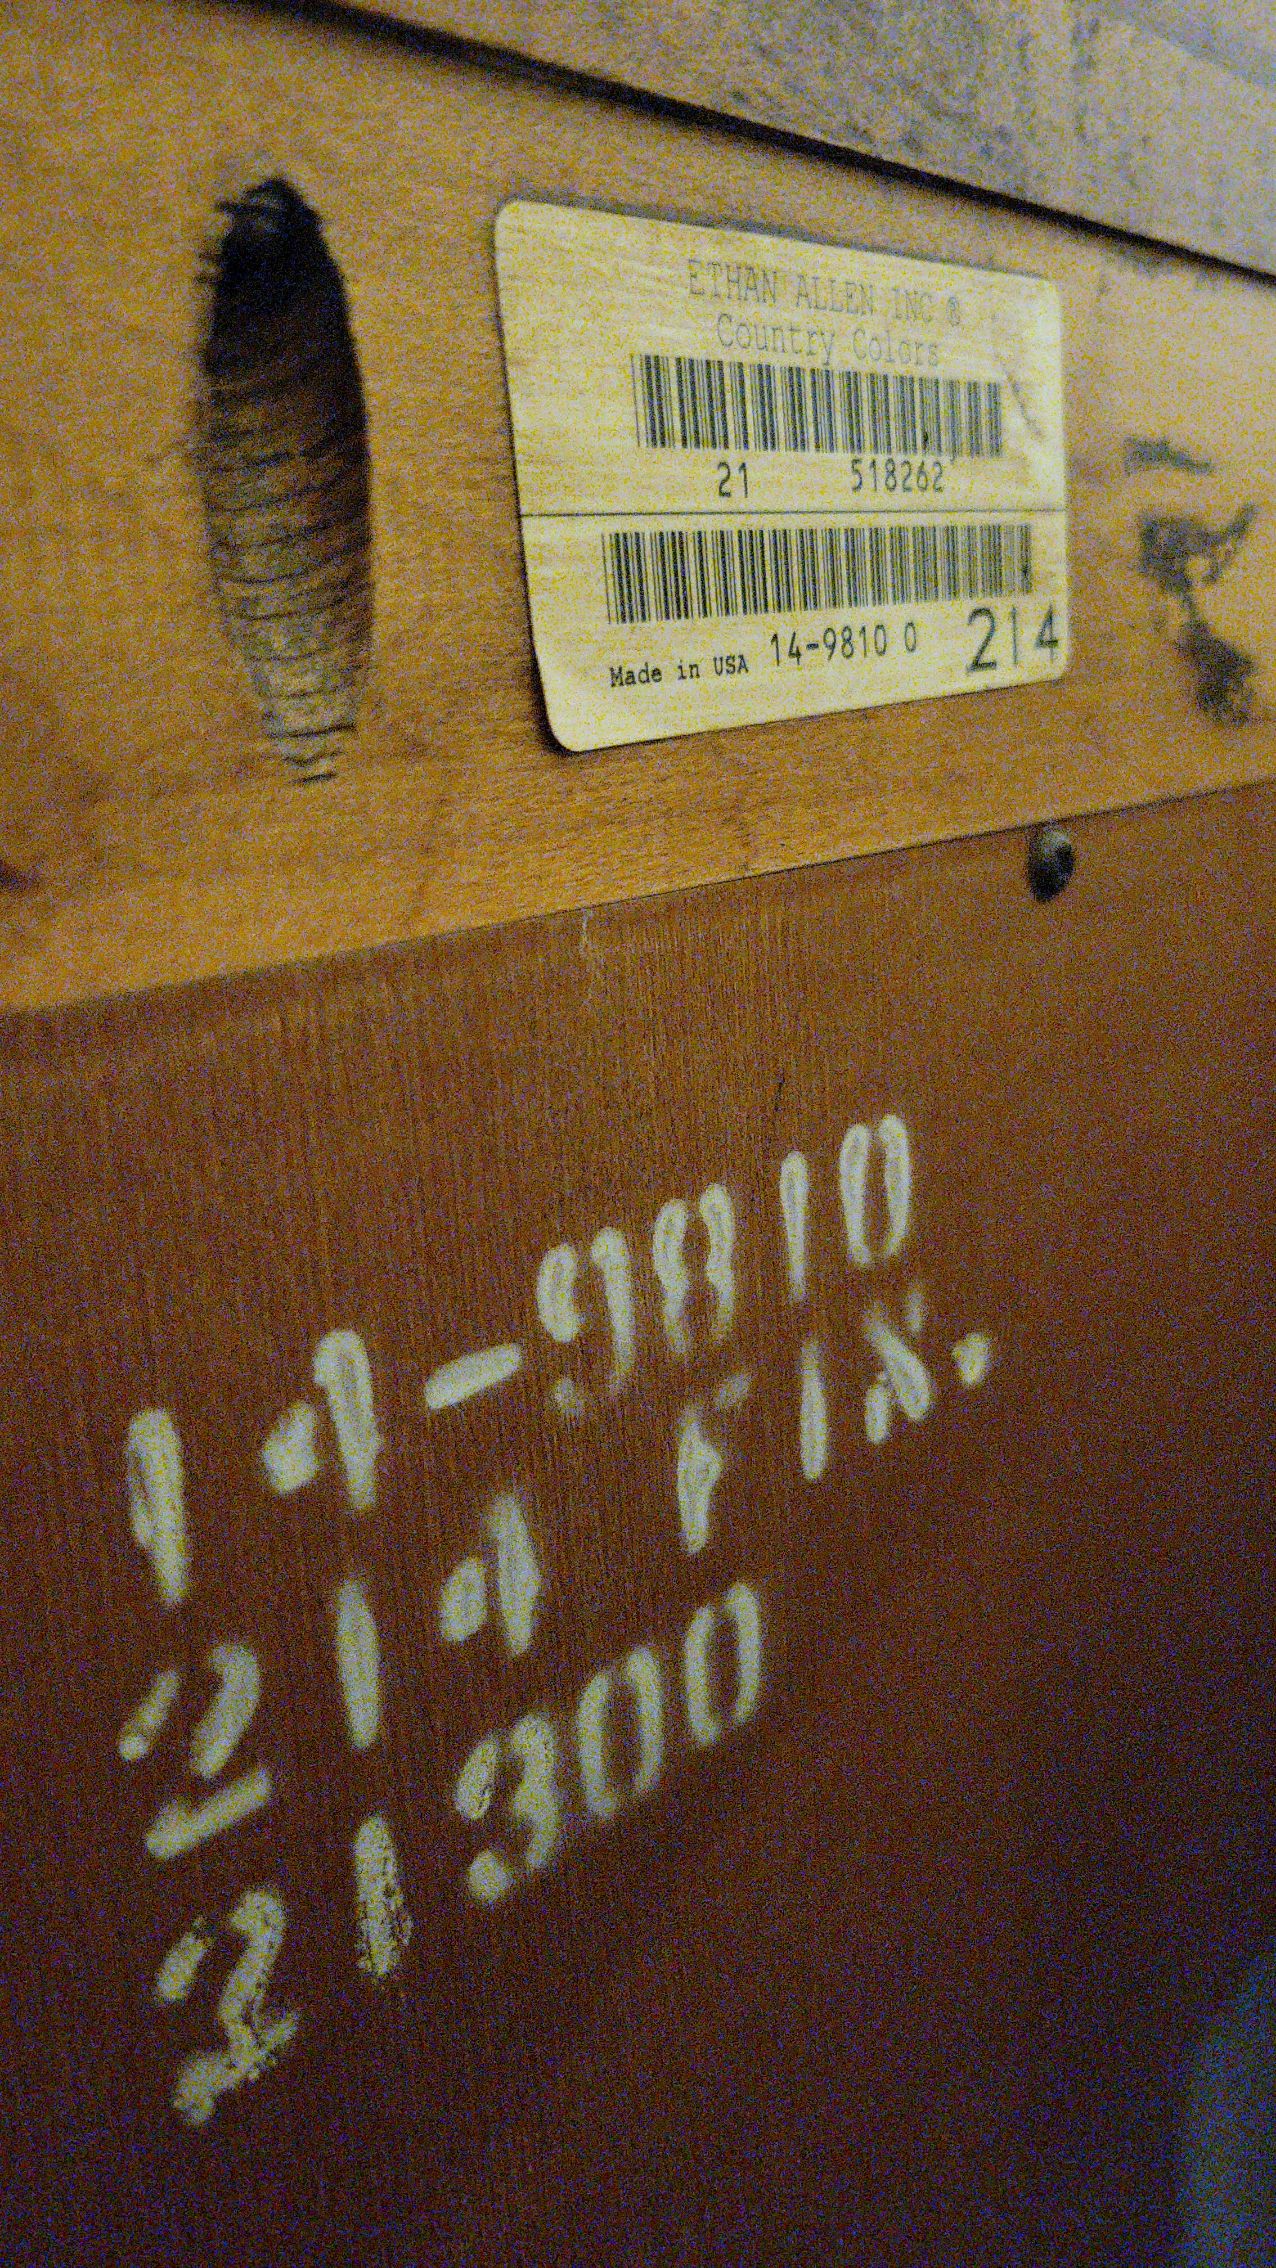 ETHAN ALLEN INC ®
Country Colors
21 518262
Made in USA 14-9810 0 214
14-9810
214 FIN.
21300